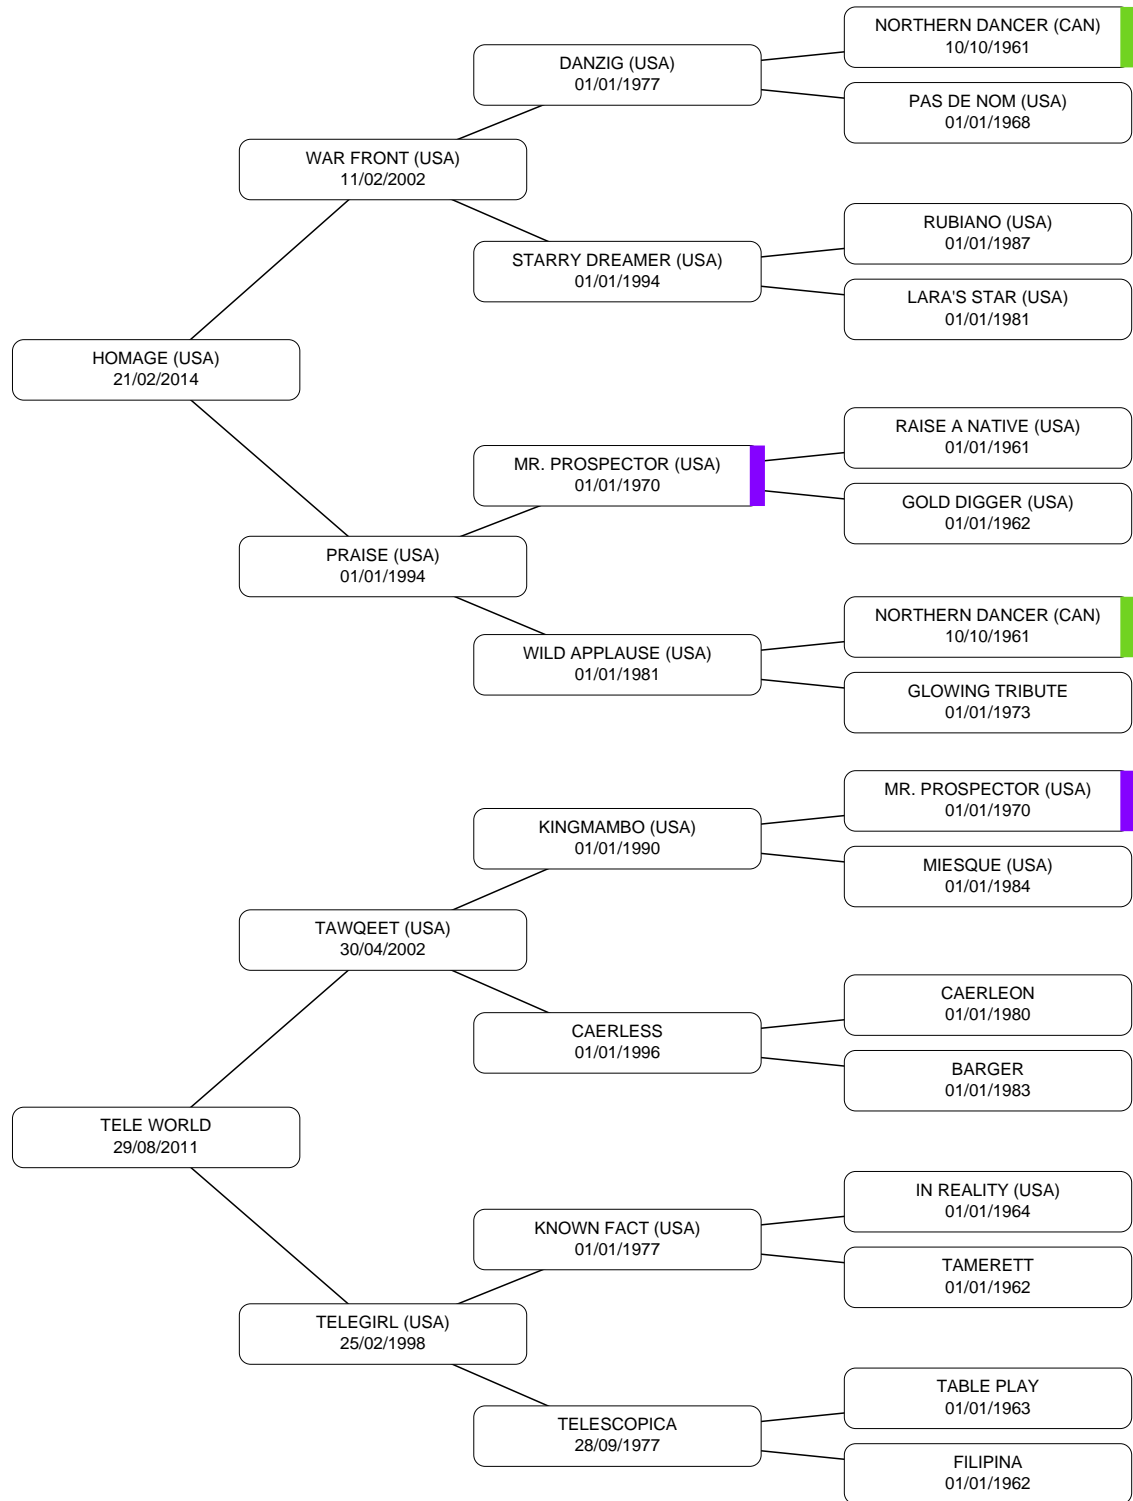 NORTHERN DANCER (CAN)
10/10/1961
DANZIG (USA)
01/01/1977
PAS DE NOM (USA)
01/01/1968
WAR FRONT (USA)
11/02/2002
RUBIANO (USA)
01/01/1987
STARRY DREAMER (USA)
01/01/1994
LARA'S STAR (USA)
01/01/1981
HOMAGE (USA)
21/02/2014
RAISE A NATIVE (USA)
01/01/1961
MR. PROSPECTOR (USA)
01/01/1970
GOLD DIGGER (USA)
01/01/1962
PRAISE (USA)
01/01/1994
NORTHERN DANCER (CAN)
10/10/1961
WILD APPLAUSE (USA)
01/01/1981
GLOWING TRIBUTE
01/01/1973
MR. PROSPECTOR (USA)
01/01/1970
KINGMAMBO (USA)
01/01/1990
MIESQUE (USA)
01/01/1984
TAWQEET (USA)
30/04/2002
CAERLEON
01/01/1980
CAERLESS
01/01/1996
BARGER
01/01/1983
TELE WORLD
29/08/2011
IN REALITY (USA)
01/01/1964
KNOWN FACT (USA)
01/01/1977
TAMERETT
01/01/1962
TELEGIRL (USA)
25/02/1998
TABLE PLAY
01/01/1963
TELESCOPICA
28/09/1977
FILIPINA
01/01/1962